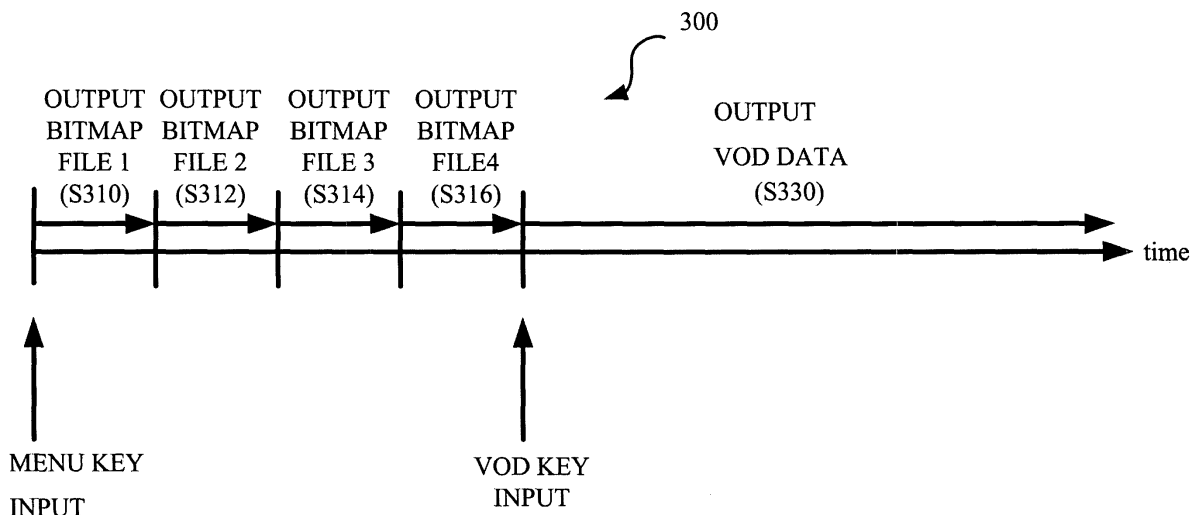 300
OUTPUT
BITMAP
FILE 1
(S310)
OUTPUT
BITMAP
FILE 2
(S312)
OUTPUT
BITMAP
FILE 3
(S314)
OUTPUT
BITMAP
FILE4
(S316)
OUTPUT
VOD DATA
(S330)
time
MENU KEY
INPUT
VOD KEY
INPUT